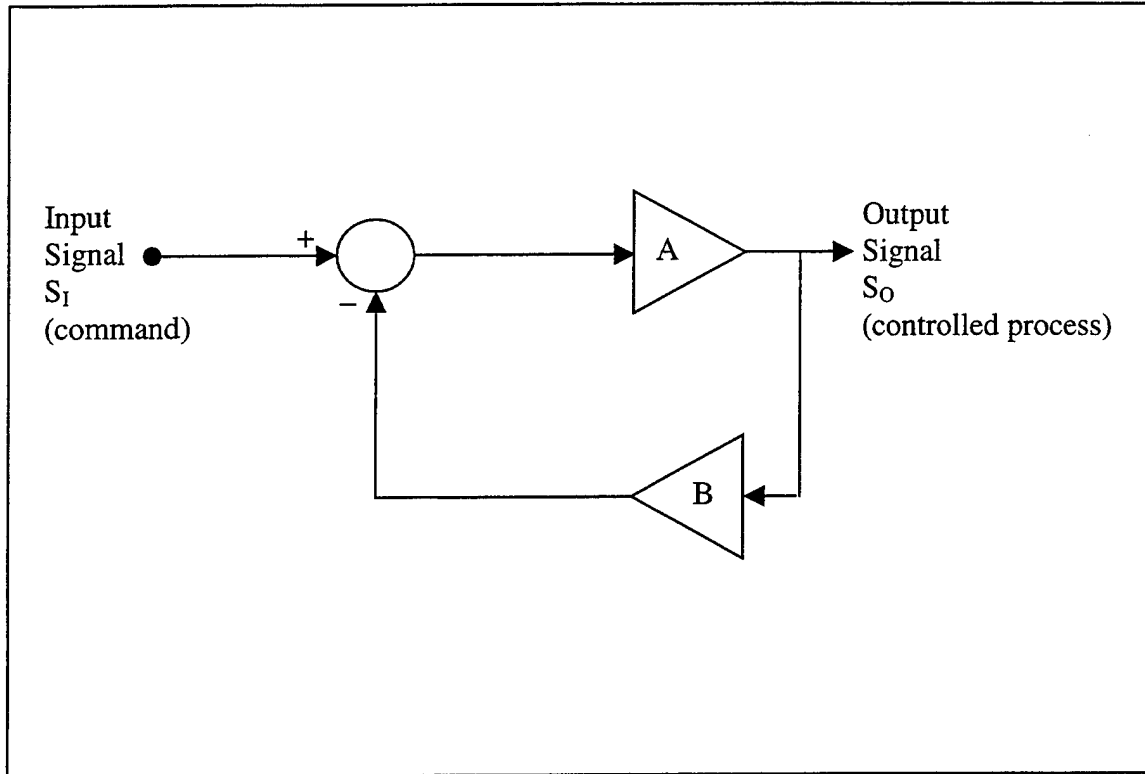 Input
Signal
S_I
(command)
+
−
A
B
Output
Signal
S_O
(controlled process)